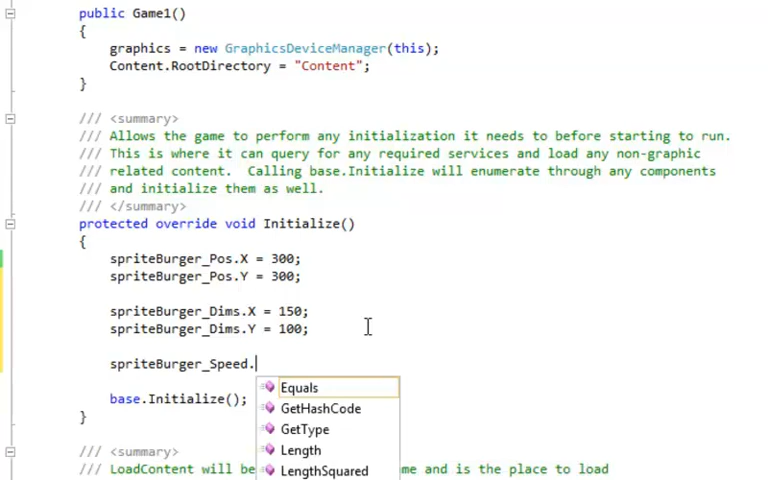 public Game1()
{
graphics = new GraphicsDeviceManager(this);
Content.RootDirectory = "Content";
}
/// <summary>
/// Allows the game to perform any initialization it needs to before starting to run.
/// This is where it can query for any required services and load any non-graphic
/// related content.  Calling base.Initialize will enumerate through any components
/// and initialize them as well.
/// </summary>
protected override void Initialize()
{
spriteBurger_Pos.X = 300;
spriteBurger_Pos.Y = 300;
spriteBurger_Dims.X = 150;
spriteBurger_Dims.Y = 100;
spriteBurger_Speed.
Equals
base.Initialize();
GetHashCode
}
GetType
/// <summary>
Length
/// LoadContent will be
me and is the place to load
LengthSquared